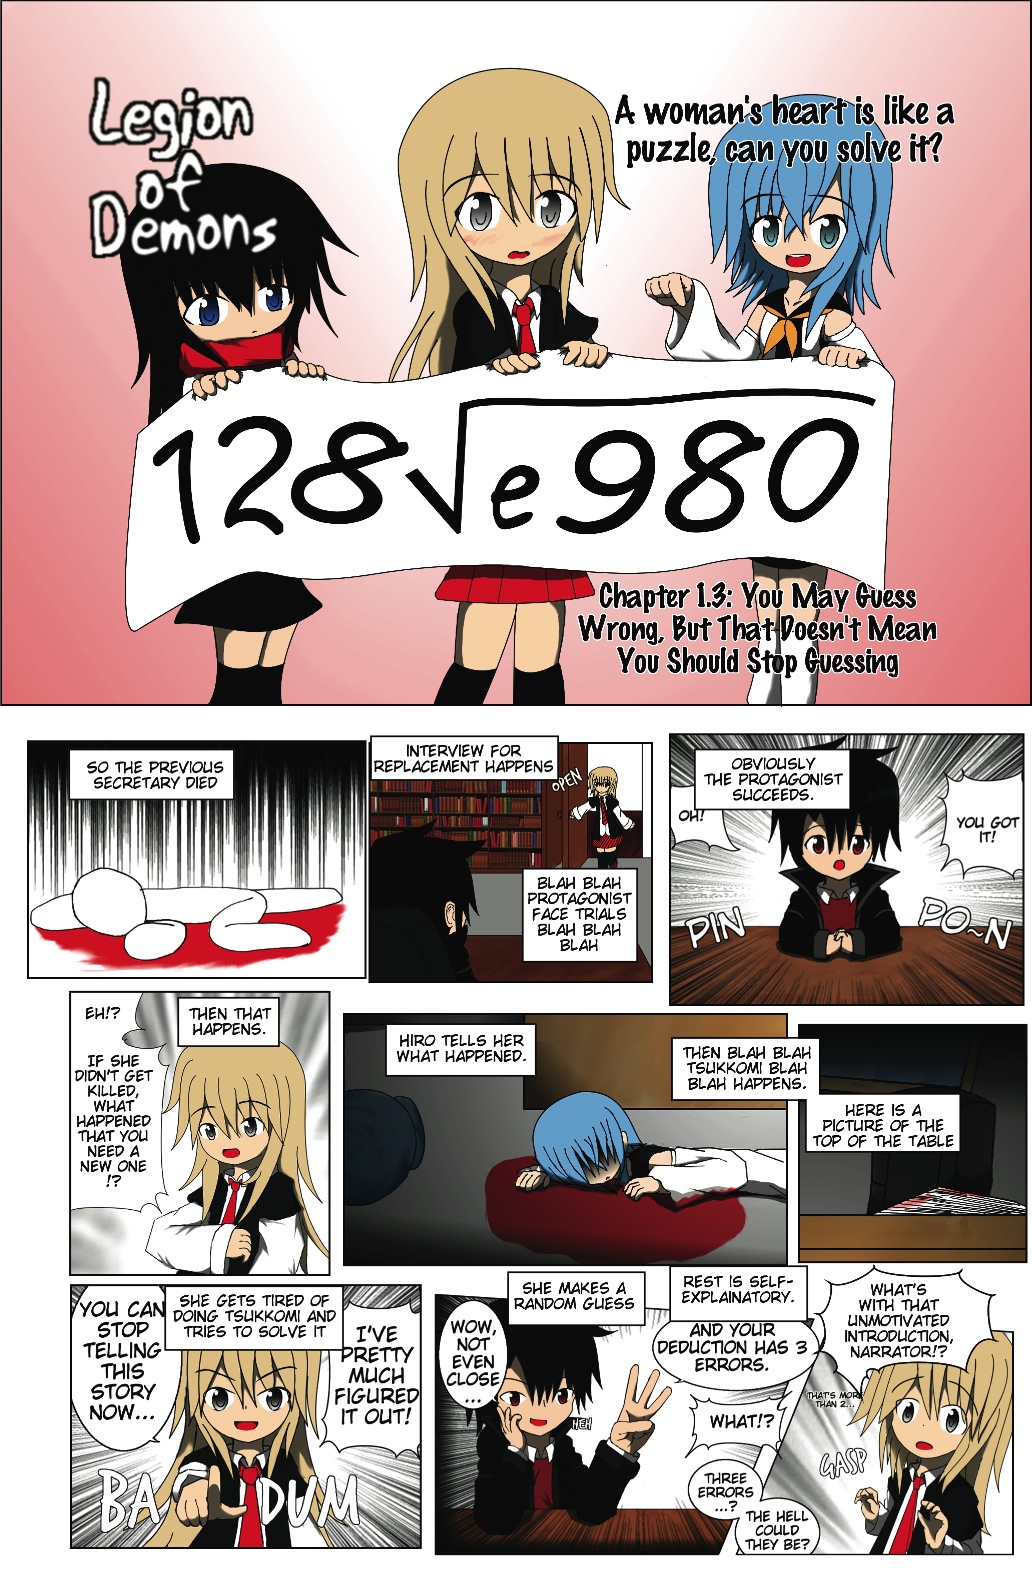 Legion
of
Demons
A woman's heart is like a
puzzle, can you solve it?
128√e980
Chapter 1.3: You May Guess
Wrong, But That Doesn't Mean
You Should Stop Guessing
SO THE PREVIOUS
SECRETARY DIED
INTERVIEW FOR
REPLACEMENT HAPPENS
OPEN
BLAH BLAH
PROTAGONIST
FACE TRIALS
BLAH BLAH
BLAH
OBVIOUSLY
THE PROTAGONIST
SUCCEEDS.
OH!
YOU GOT
IT!
PIN
PO~N
EH!?
IF SHE
DIDN'T GET
KILLED,
WHAT
HAPPENED
THAT YOU
NEED A
NEW ONE
!?
THEN THAT
HAPPENS.
HIRO TELLS HER
WHAT HAPPENED.
THEN BLAH BLAH
TSUKKOMI BLAH
BLAH HAPPENS.
HERE IS A
PICTURE OF THE
TOP OF THE TABLE
YOU CAN
STOP
TELLING
THIS
STORY
NOW...
SHE GETS TIRED OF
DOING TSUKKOMI AND
TRIES TO SOLVE IT
I'VE
PRETTY
MUCH
FIGURED
IT OUT!
BA DUM
SHE MAKES A
RANDOM GUESS
WOW,
NOT
EVEN
CLOSE
...
HEH
REST IS SELF-
EXPLAINATORY.
AND YOUR
DEDUCTION HAS 3
ERRORS.
WHAT!?
THREE
ERRORS
...?
THE HELL
COULD
THEY BE?
WHAT'S
WITH THAT
UNMOTIVATED
INTRODUCTION,
NARRATOR!?
THAT'S MORE
THAN 2...
GASP